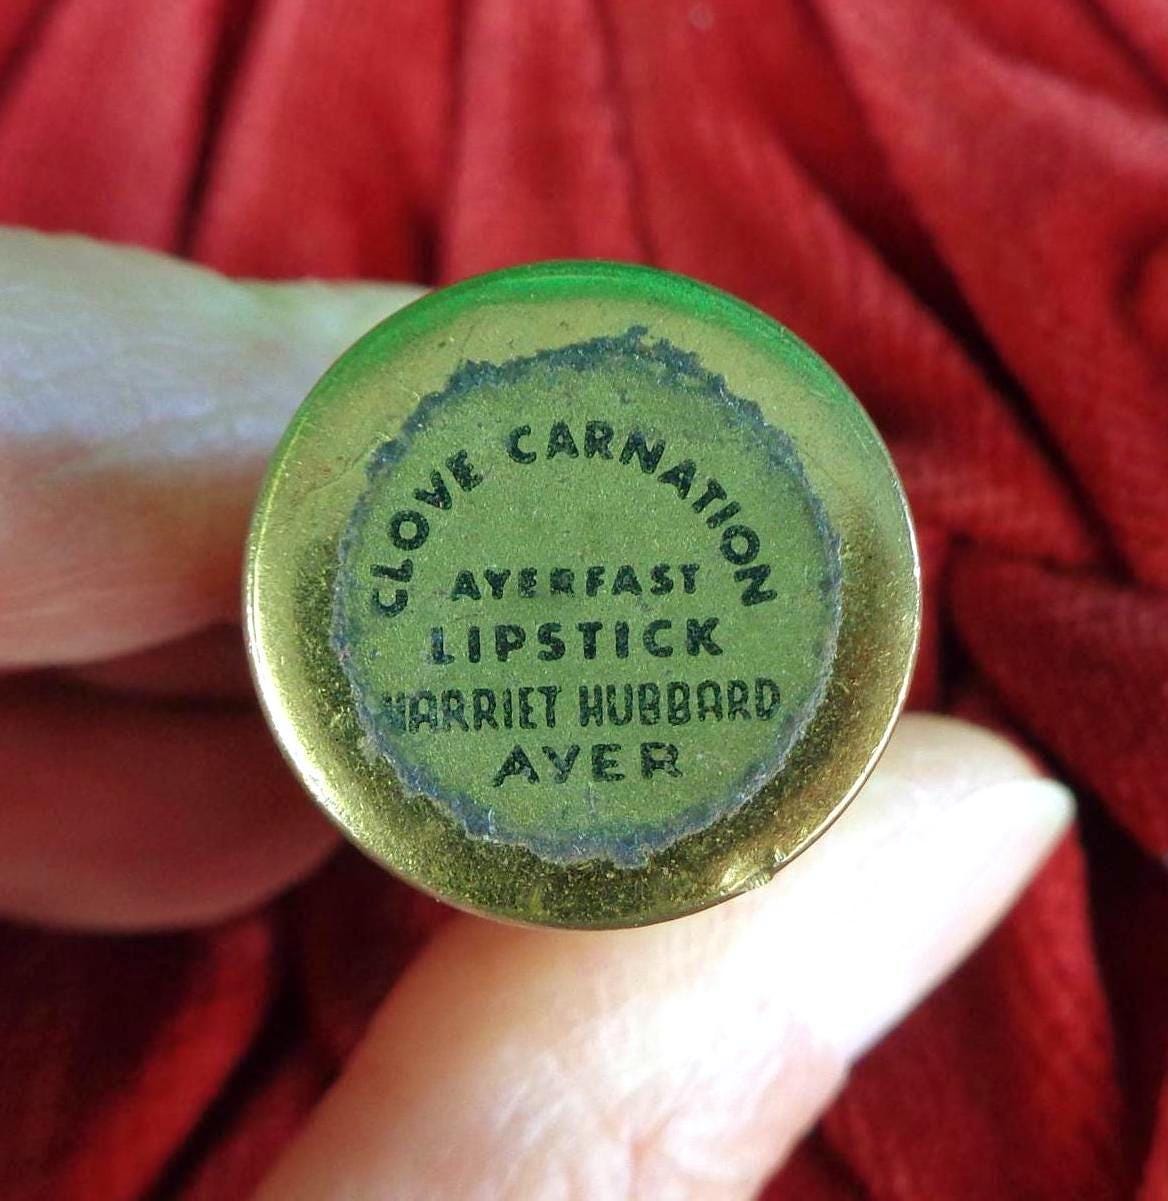 CLOVE CARNATION
AYERFAST
LIPSTICK
HARRIET HUBBARD
AYER